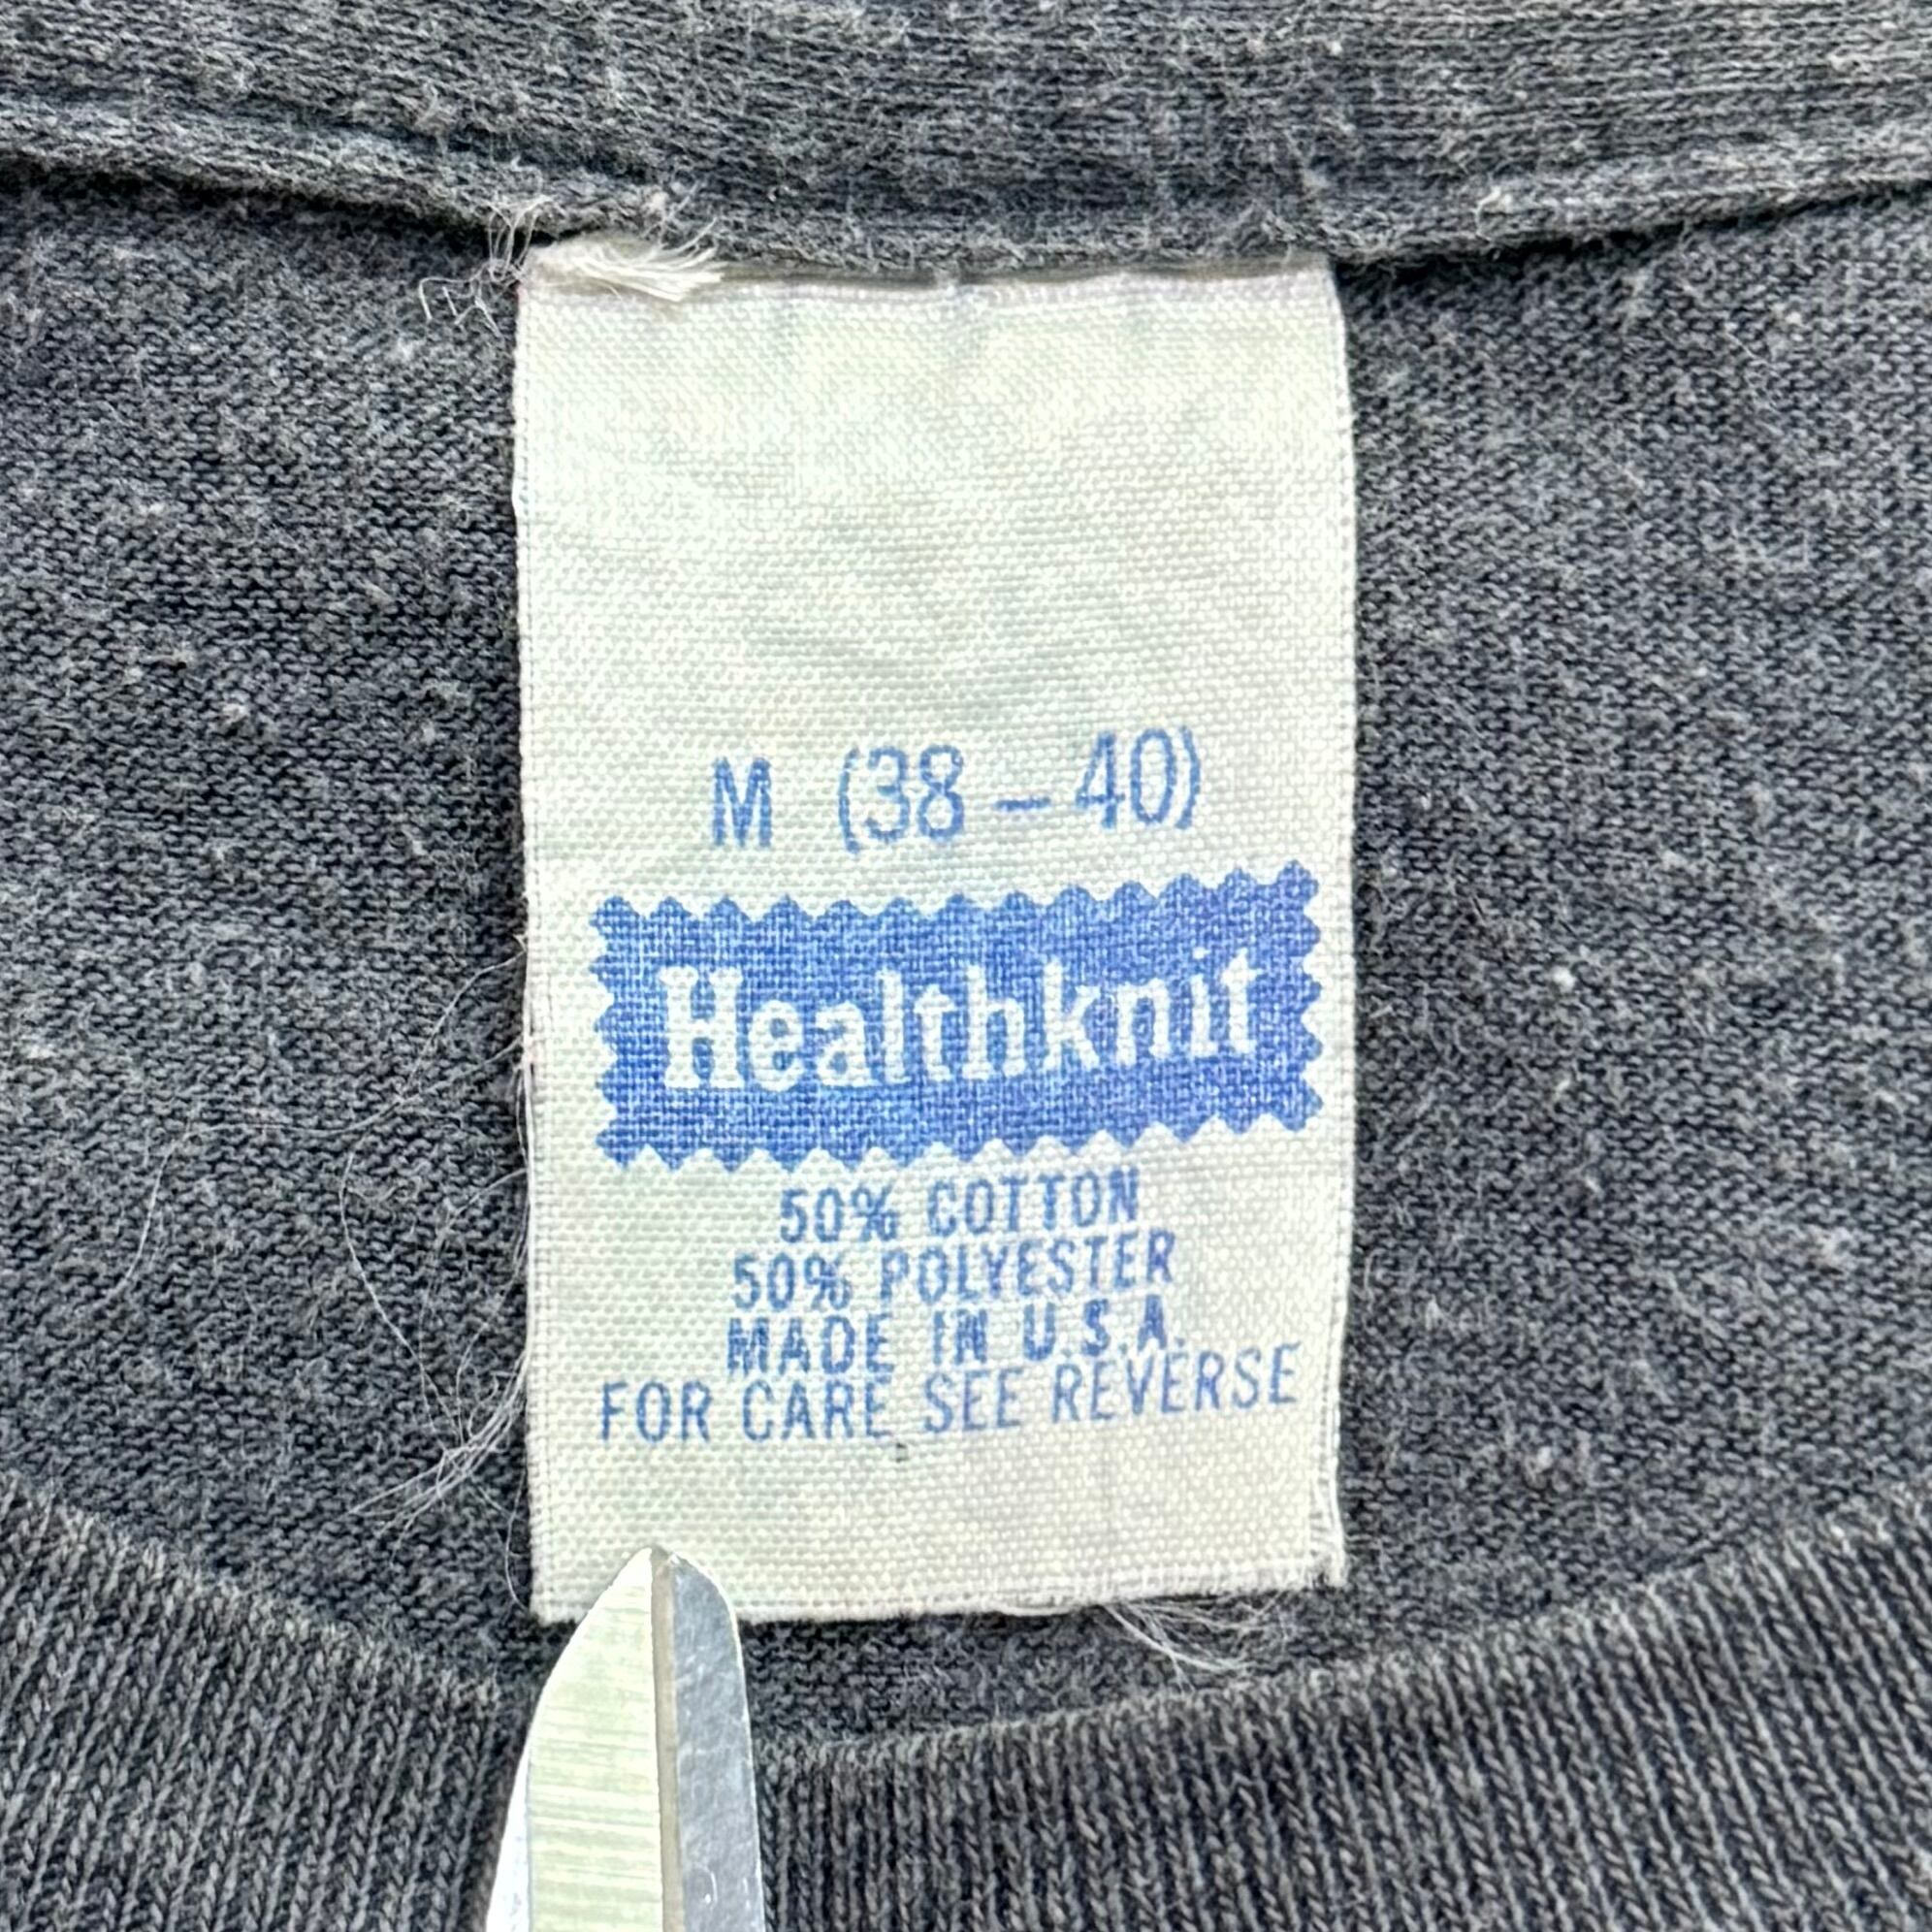 M (38 – 40)
Healthknit
50% COTTON
50% POLYESTER
MADE IN U.S.A.
FOR CARE SEE REVERSE